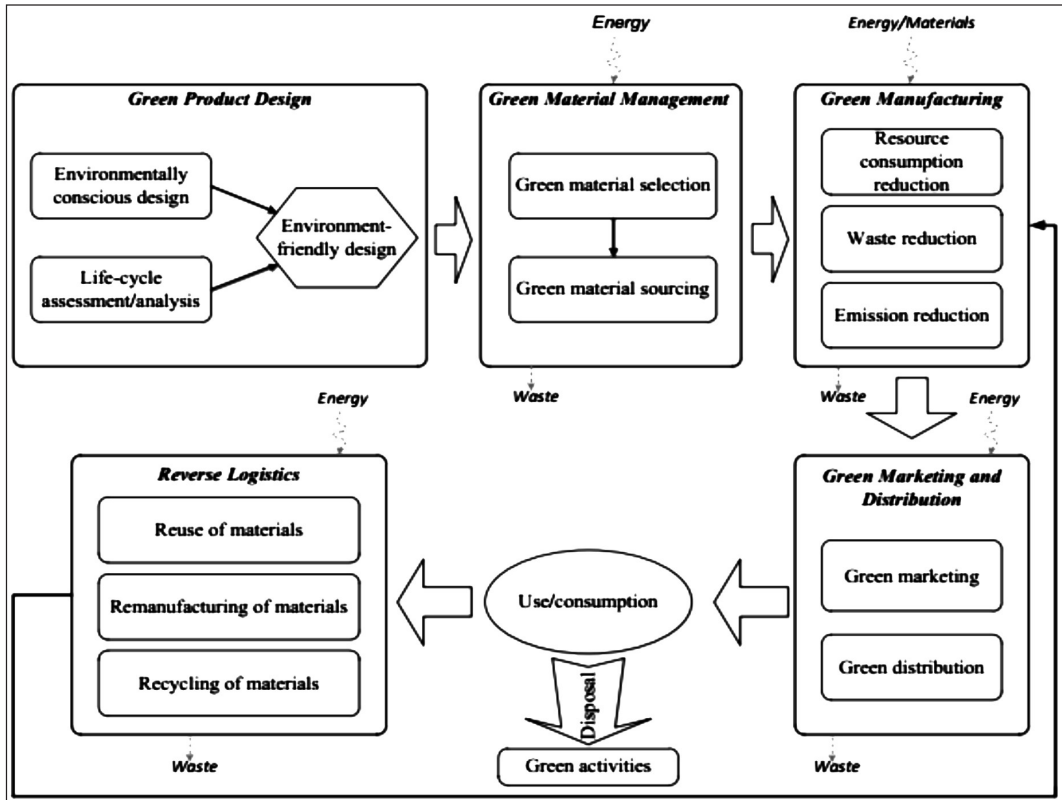 Energy
Energy/Materials
Green Product Design
Environmentally
conscious design
Life-cycle
assessment/analysis
Environment-
friendly design
Green Material Management
Green material selection
Green material sourcing
Waste
Green Manufacturing
Resource
consumption
reduction
Waste reduction
Emission reduction
Waste
Energy
Green Marketing and
Distribution
Green marketing
Green distribution
Waste
Use/consumption
Disposal
Green activities
Energy
Reverse Logistics
Reuse of materials
Remanufacturing of materials
Recycling of materials
Waste